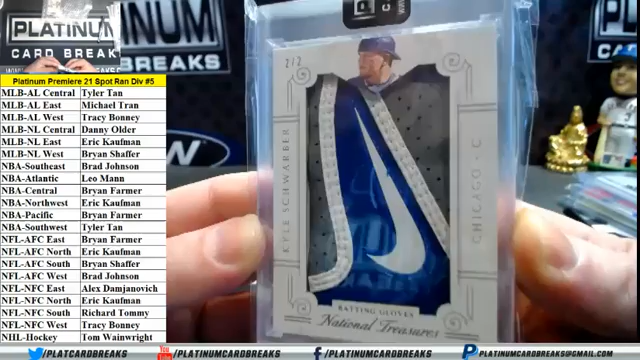 PLATINUM
CARD BREAKS
Platinum Premiere 21 Spot Ran Div #5
MLB-AL Central Tyler Tan
MLB-AL East Michael Tran
MLB-AL West Tracy Bonney
MLB-NL Central Danny Older
MLB-NL East Eric Kaufman
MLB-NL West Bryan Shaffer
NBA-Southeast Brad Johnson
NBA-Atlantic Leo Mann
NBA-Central Bryan Farmer
NBA-Northwest Eric Kaufman
NBA-Pacific Bryan Farmer
NBA-Southwest Tyler Tan
NFL-AFC East Bryan Farmer
NFL-AFC North Eric Kaufman
NFL-AFC South Bryan Shaffer
NFL-AFC West Brad Johnson
NFL-NFC East Alex Damjanovich
NFL-NFC North Eric Kaufman
NFL-NFC South Richard Tommy
NFL-NFC West Tracy Bonney
NHL-Hockey Tom Wainwright
2/2
KYLE SCHWARBER
CHICAGO C
BATTING GLOVES
National Treasures
/PLATCARDBREAKS
/PLATINUMCARDBREAKS
/PLATINUMCARDBREAKS
PLATINUMCARDBREAKS@GMAIL.COM